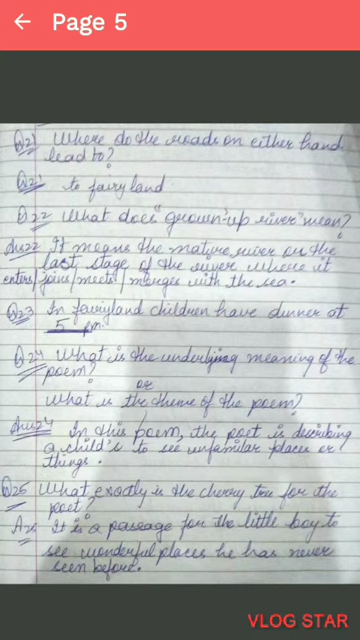 ← Page 5
Q21 Where do the roads on either hand
lead to?
Q21 to fairyland
Q22 What does "grown-up river" mean?
Ans22 It means the mature river or the
last stage of the river where it
enters/joins/meets/merges with the sea.
Q23 In fairyland children have dinner at
5 pm.
Q24 What is the underlying meaning of the
poem?
or
What is the theme of the poem?
Ans24 In this poem, the poet is describing
a child's to see unfamiliar places or
things.
Q25 What exactly is the cherry tree for the
poet?
A25 It is a passage for the little boy to
see wonderful places he has never
seen before.
VLOG STAR